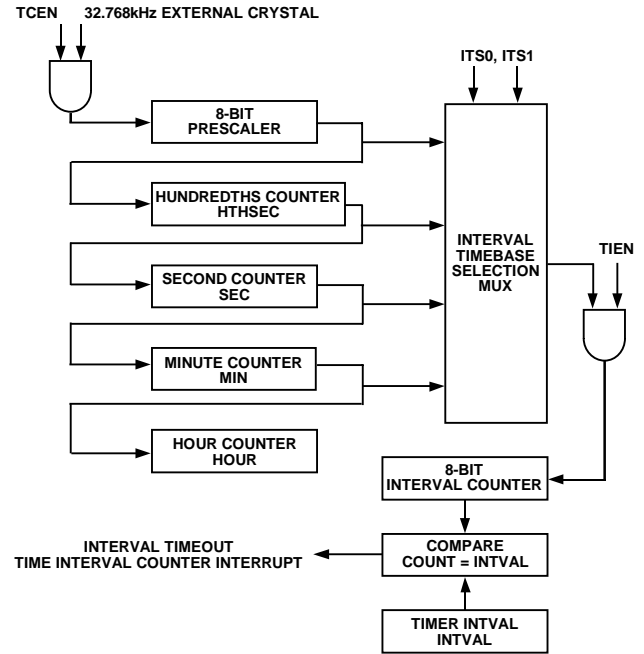 TCEN 32.768kHz EXTERNAL CRYSTAL
ITS0, ITS1
8-BIT
PRESCALER
HUNDREDTHS COUNTER
HTHSEC
INTERVAL
TIMEBASE
SELECTION
MUX
TIEN
SECOND COUNTER
SEC
MINUTE COUNTER
MIN
HOUR COUNTER
HOUR
8-BIT
INTERVAL COUNTER
INTERVAL TIMEOUT
TIME INTERVAL COUNTER INTERRUPT
COMPARE
COUNT = INTVAL
TIMER INTVAL
INTVAL